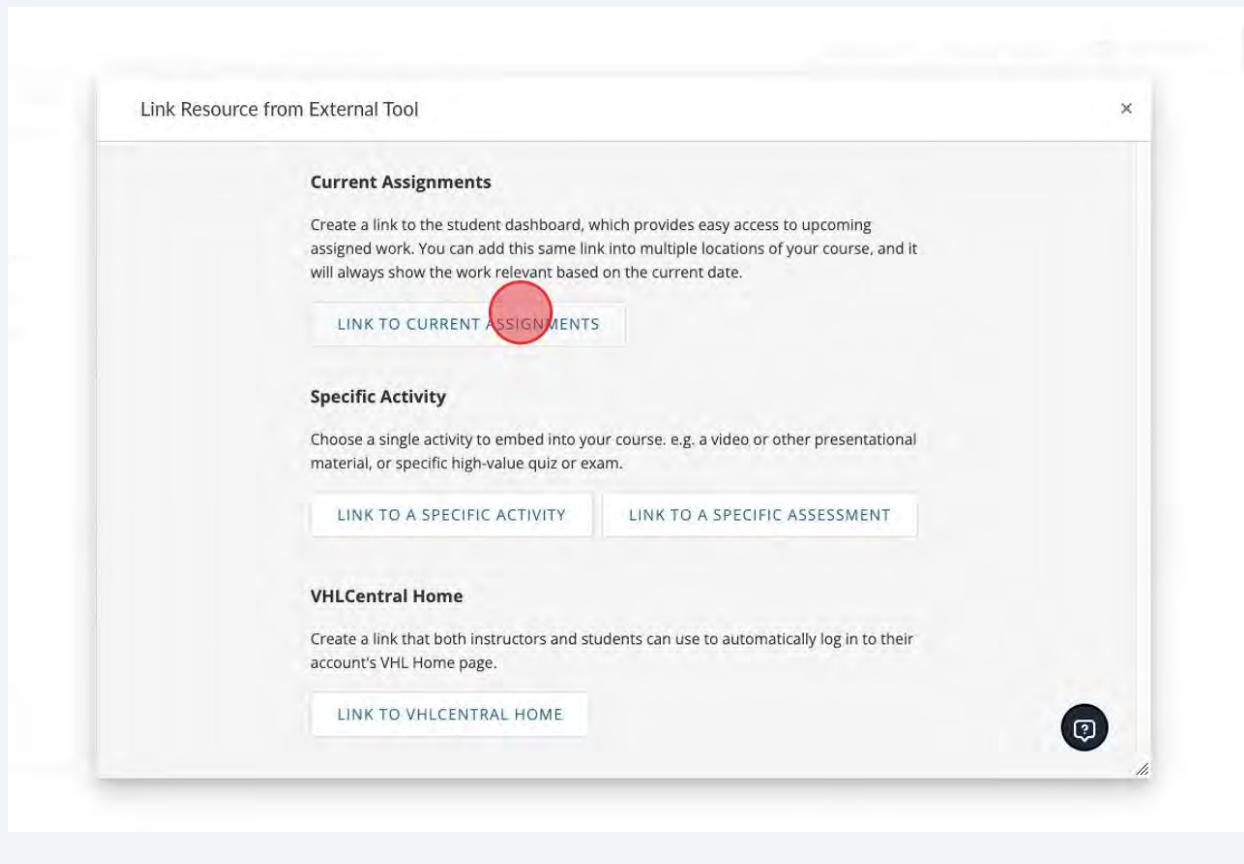 Link Resource from External Tool ×
Current Assignments
Create a link to the student dashboard, which provides easy access to upcoming
assigned work. You can add this same link into multiple locations of your course, and it
will always show the work relevant based on the current date.
LINK TO CURRENT ASSIGNMENTS
Specific Activity
Choose a single activity to embed into your course. e.g. a video or other presentational
material, or specific high-value quiz or exam.
LINK TO A SPECIFIC ACTIVITY LINK TO A SPECIFIC ASSESSMENT
VHLCentral Home
Create a link that both instructors and students can use to automatically log in to their
account's VHL Home page.
LINK TO VHLCENTRAL HOME
?